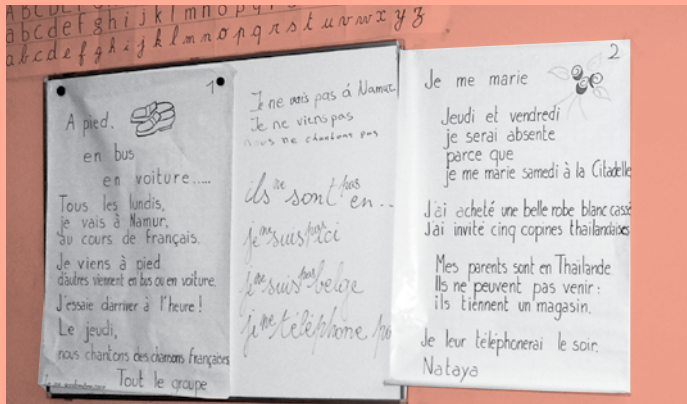 A B C D E F G H I J K L M N O P Q
a b c d e f g h i j k l m n o p q r s t u v w x y z
a b c d e f g h i j k l m n o p q r s t u v w x y z
1
A pied.
en bus
en voiture.....
Tous les lundis,
je vais à Namur,
au cours de français.
Je viens à pied
d'autres viennent en bus ou en voiture.
J'essaie d'arriver à l'heure !
Le jeudi,
nous chantons des chansons françaises
Tout le groupe
Je ne vais pas à Namur
Je ne viens pas
nous ne chantons pas
ils ne sont pas en...
je ne suis pas ici
je ne suis pas belge
je ne téléphone pas
2
Je me marie
Jeudi et vendredi
je serai absente
parce que
je me marie samedi à la Citadelle
J'ai acheté une belle robe blanc cassé
J'ai invité cinq copines thaïlandaises
Mes parents sont en Thaïlande.
Ils ne peuvent pas venir :
ils tiennent un magasin.
Je leur téléphonerai le soir.
Nataya